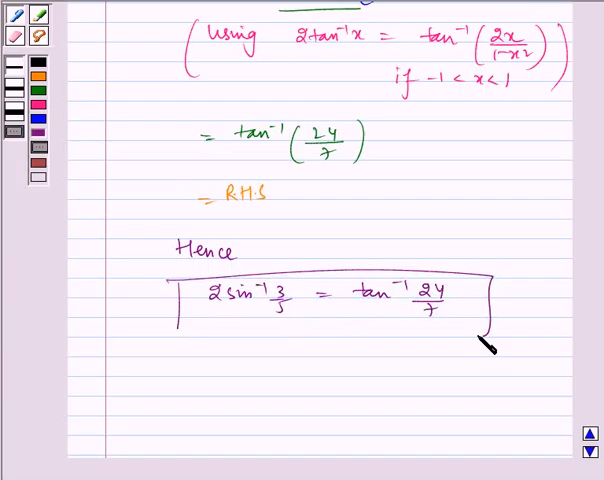 (Using 2tan⁻¹x = tan⁻¹(2x/1-x²)
if -1 < x < 1)
= tan⁻¹(24/7)
= R.H.S
Hence
2sin⁻¹ 3/5 = tan⁻¹ 24/7